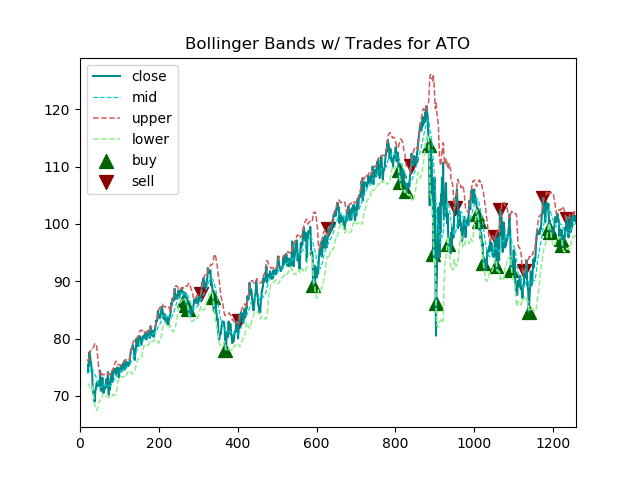 Bollinger Bands w/ Trades for ATO
close
mid
upper
lower
buy
sell
120
110
100
90
80
70
0 200 400 600 800 1000 1200